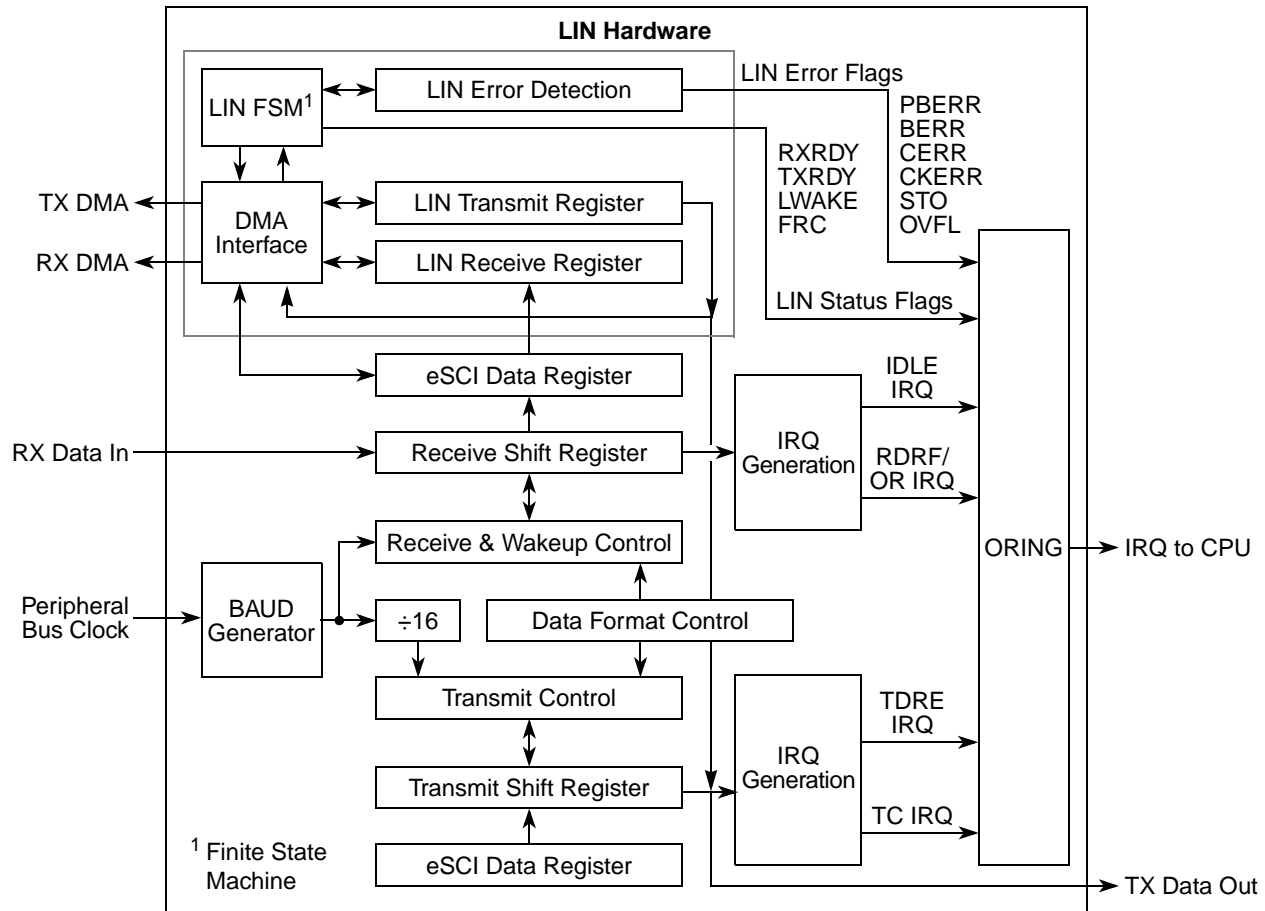 LIN Hardware
LIN FSM1
LIN Error Detection
LIN Error Flags
PBERR
BERR
CERR
CKERR
STO
OVFL
RXRDY
TXRDY
LWAKE
FRC
TX DMA
RX DMA
DMA
Interface
LIN Transmit Register
LIN Receive Register
LIN Status Flags
eSCI Data Register
RX Data In
Receive Shift Register
IRQ
Generation
IDLE
IRQ
RDRF/
OR IRQ
Receive & Wakeup Control
ORING
IRQ to CPU
Peripheral
Bus Clock
BAUD
Generator
÷16
Data Format Control
Transmit Control
Transmit Shift Register
IRQ
Generation
TDRE
IRQ
TC IRQ
eSCI Data Register
1 Finite State
Machine
TX Data Out